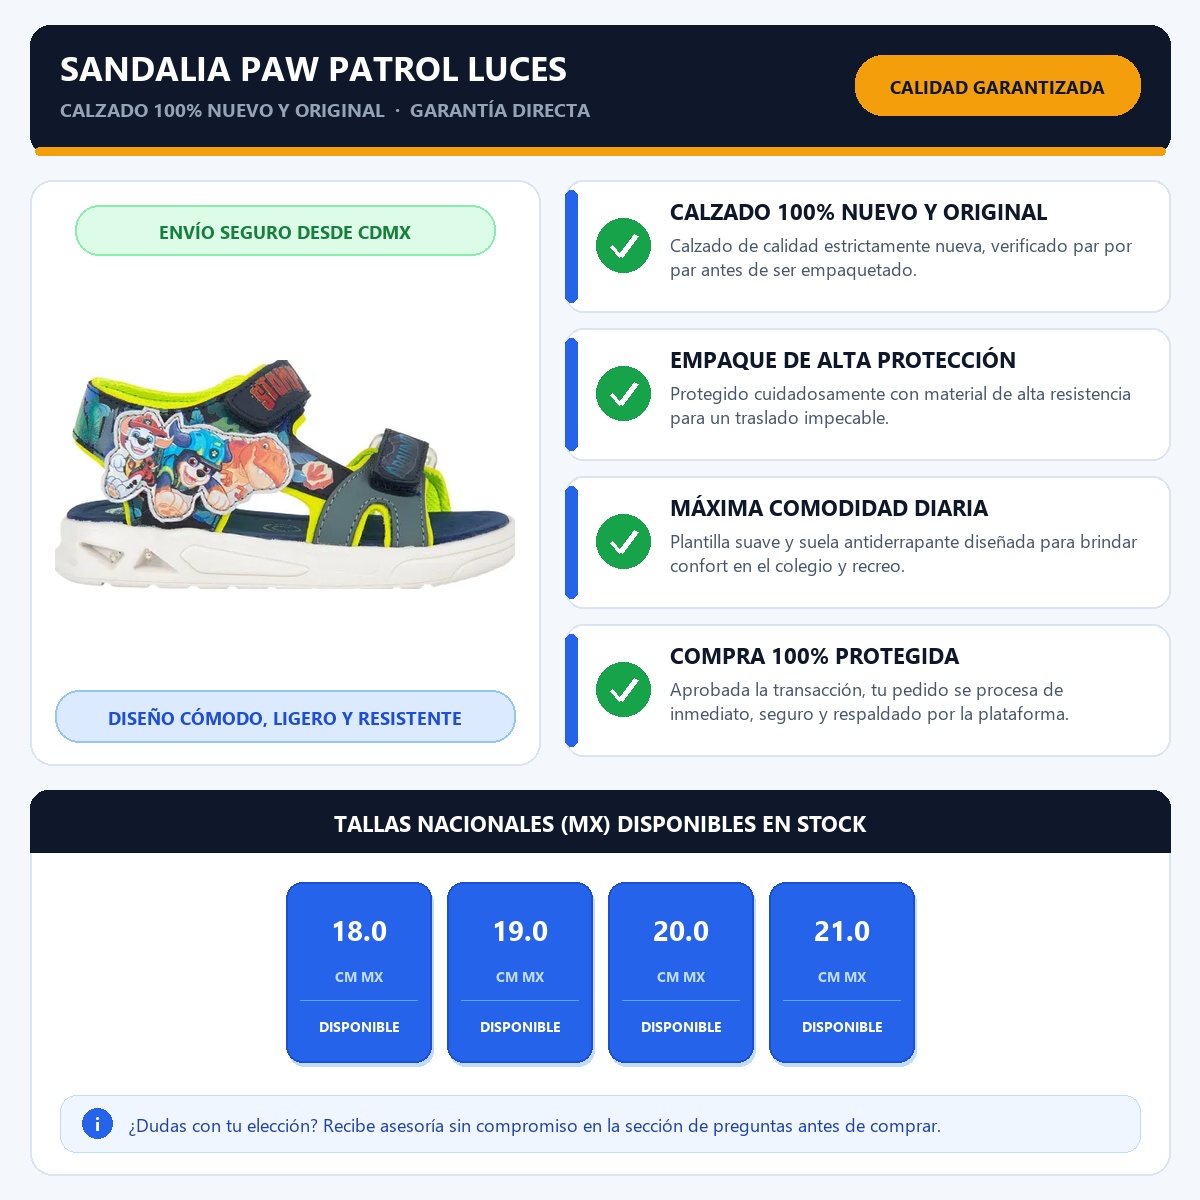 SANDALIA PAW PATROL LUCES
CALZADO 100% NUEVO Y ORIGINAL · GARANTÍA DIRECTA
CALIDAD GARANTIZADA
ENVÍO SEGURO DESDE CDMX
DISEÑO CÓMODO, LIGERO Y RESISTENTE
CALZADO 100% NUEVO Y ORIGINAL
Calzado de calidad estrictamente nueva, verificado par por
par antes de ser empaquetado.
EMPAQUE DE ALTA PROTECCIÓN
Protegido cuidadosamente con material de alta resistencia
para un traslado impecable.
MÁXIMA COMODIDAD DIARIA
Plantilla suave y suela antiderrapante diseñada para brindar
confort en el colegio y recreo.
COMPRA 100% PROTEGIDA
Aprobada la transacción, tu pedido se procesa de
inmediato, seguro y respaldado por la plataforma.
TALLAS NACIONALES (MX) DISPONIBLES EN STOCK
18.0
CM MX
DISPONIBLE
19.0
CM MX
DISPONIBLE
20.0
CM MX
DISPONIBLE
21.0
CM MX
DISPONIBLE
¿Dudas con tu elección? Recibe asesoría sin compromiso en la sección de preguntas antes de comprar.